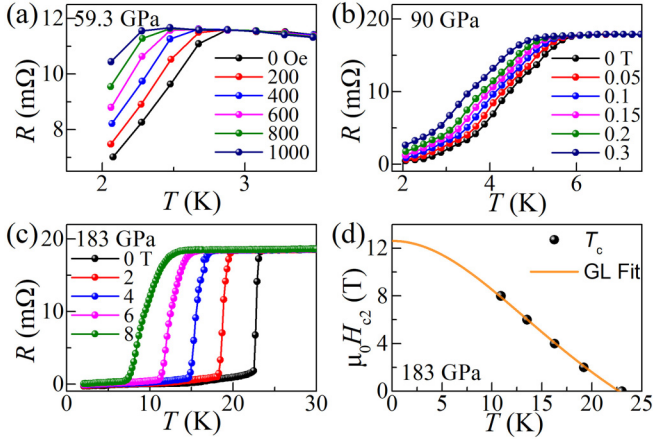 (a) 59.3 GPa
12
10
8
R (mΩ)
0 Oe
200
400
600
800
1000
2 3
T (K)
(b) 90 GPa
20
10
0
R (mΩ)
0 T
0.05
0.1
0.15
0.2
0.3
2 4 6
T (K)
(c) 183 GPa
20
10
0
R (mΩ)
0 T
2
4
6
8
0 10 20 30
T (K)
(d)
12
8
4
0
μ0Hc2 (T)
Tc
GL Fit
183 GPa
0 5 10 15 20 25
T (K)